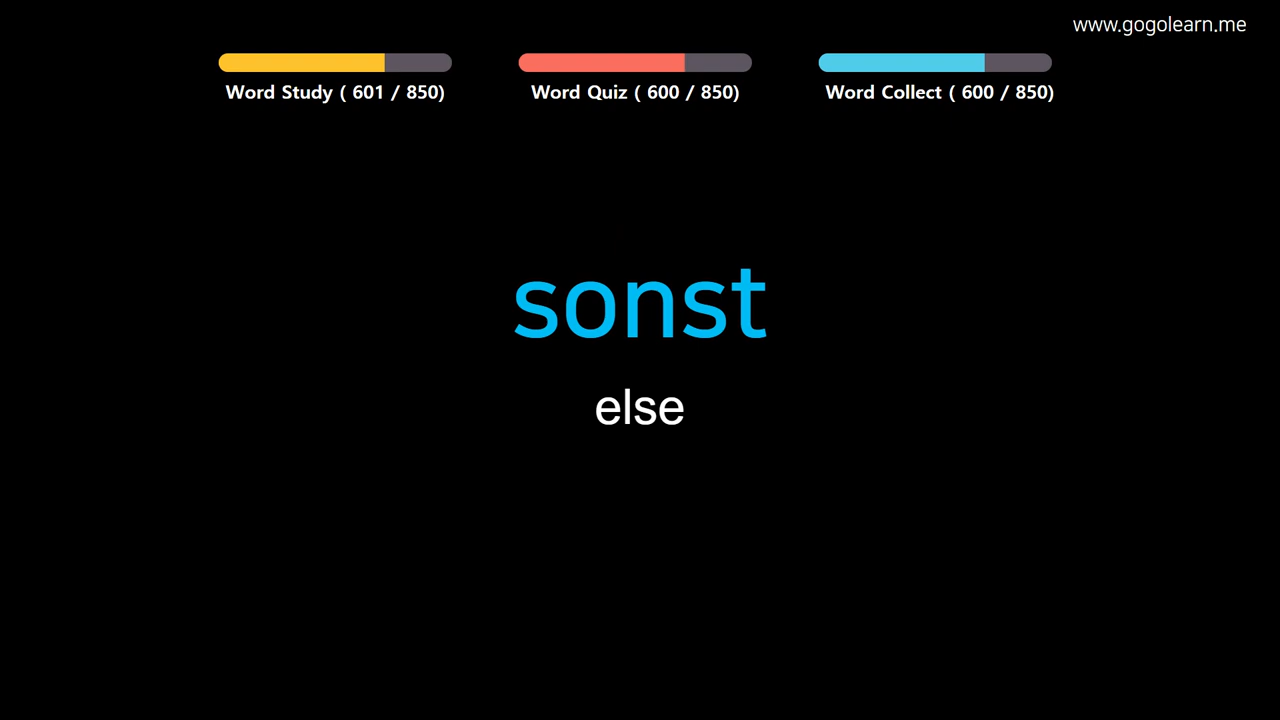 www.gogolearn.me
Word Study ( 601 / 850)
Word Quiz ( 600 / 850)
Word Collect ( 600 / 850)
sonst
else